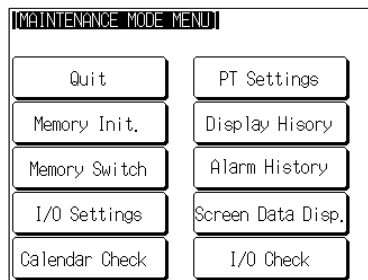 [MAINTENANCE MODE MENU]
Quit
PT Settings
Memory Init.
Display Hisory
Memory Switch
Alarm History
I/O Settings
Screen Data Disp.
Calendar Check
I/O Check